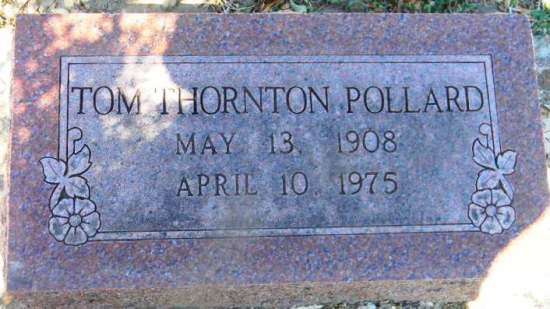 TOM THORNTON POLLARD
MAY 13, 1908
APRIL 10 1975